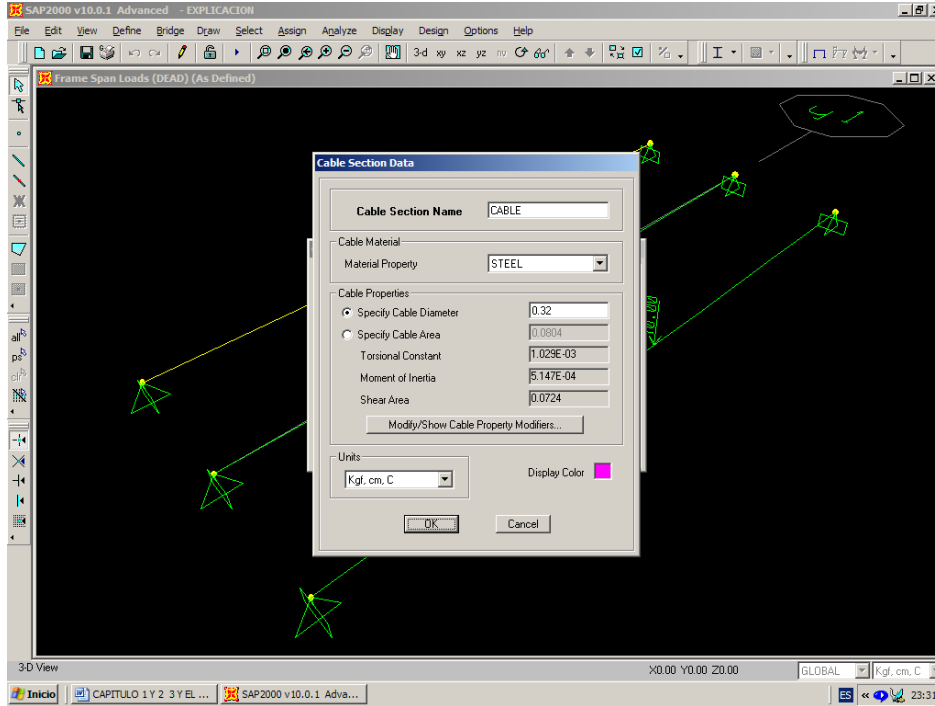 SAP2000 v10.0.1 Advanced - EXPLICACION
File Edit View Define Bridge Draw Select Assign Analyze Display Design Options Help
3-d xy xz yz nv
Frame Span Loads (DEAD) (As Defined)
Cable Section Data
Cable Section Name CABLE
Cable Material
Material Property STEEL
Cable Properties
Specify Cable Diameter 0.32
Specify Cable Area 0.0804
Torsional Constant 1.029E-03
Moment of Inertia 5.147E-04
Shear Area 0.0724
Modify/Show Cable Property Modifiers...
Units
Kgf, cm, C
Display Color
OK Cancel
all
ps
clr
3-D View X0.00 Y0.00 Z0.00 GLOBAL Kgf, cm, C
Inicio CAPITULO 1 Y 2 3 Y EL ... SAP2000 v10.0.1 Adva... ES « 23:31